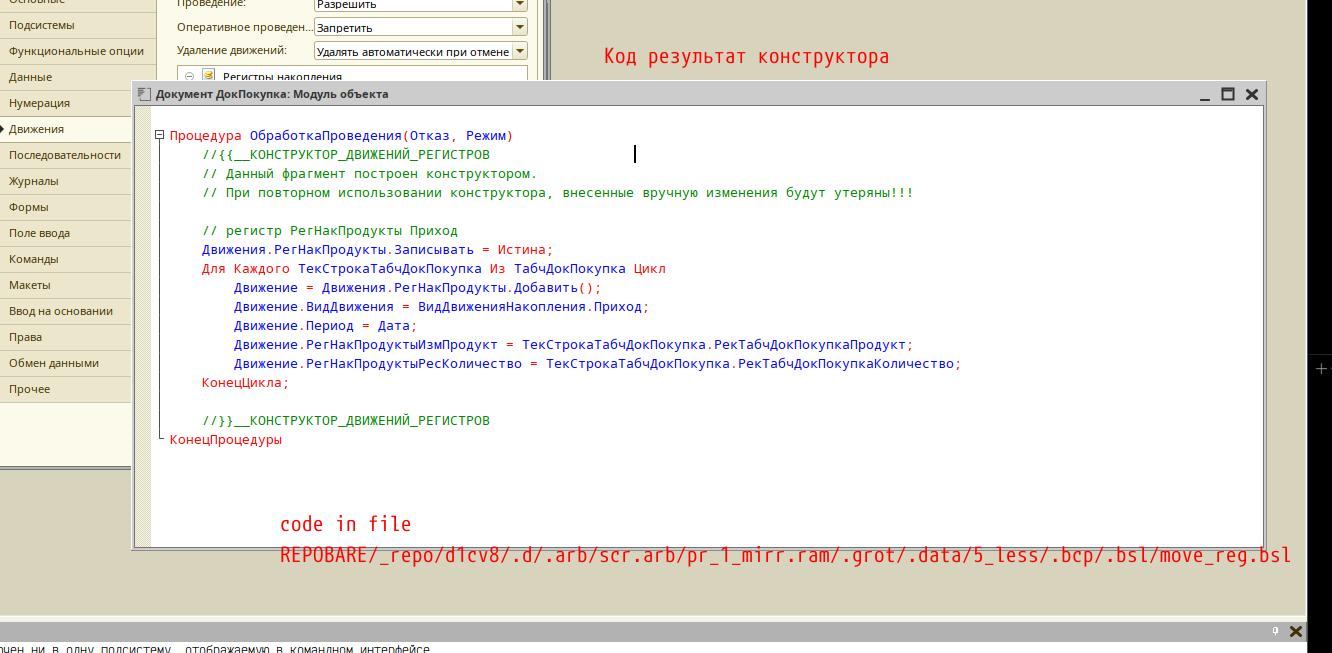 Основные
Проведение: Разрешить
Подсистемы
Оперативное проведен... Запретить
Функциональные опции
Удаление движений: Удалять автоматически при отмене
Код результат конструктора
Данные
Регистры накопления
Документ ДокПокупка: Модуль объекта
Нумерация
Движения
Последовательности
Журналы
Формы
Поле ввода
Команды
Макеты
Ввод на основании
Права
Обмен данными
Прочее
Процедура ОбработкаПроведения(Отказ, Режим)
//{{__КОНСТРУКТОР_ДВИЖЕНИЙ_РЕГИСТРОВ
// Данный фрагмент построен конструктором.
// При повторном использовании конструктора, внесенные вручную изменения будут утеряны!!!
// регистр РегНакПродукты Приход
Движения.РегНакПродукты.Записывать = Истина;
Для Каждого ТекСтрокаТабчДокПокупка Из ТабчДокПокупка Цикл
Движение = Движения.РегНакПродукты.Добавить();
Движение.ВидДвижения = ВидДвиженияНакопления.Приход;
Движение.Период = Дата;
Движение.РегНакПродуктыИзмПродукт = ТекСтрокаТабчДокПокупка.РекТабчДокПокупкаПродукт;
Движение.РегНакПродуктыРесКоличество = ТекСтрокаТабчДокПокупка.РекТабчДокПокупкаКоличество;
КонецЦикла;
//}}__КОНСТРУКТОР_ДВИЖЕНИЙ_РЕГИСТРОВ
КонецПроцедуры
code in file
REPOBARE/_repo/d1cv8/.d/.arb/scr.arb/pr_1_mirr.ram/.grot/.data/5_less/.bcp/.bsl/move_reg.bsl
ючен ни в одну подсистему, отображаемую в командном интерфейсе